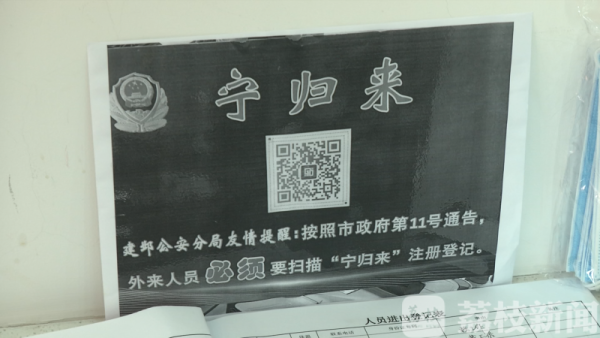 宁归来
建邺公安分局友情提醒:按照市政府第11号通告,
外来人员必须要扫描“宁归来”注册登记。
人员进出登记
荔枝新闻